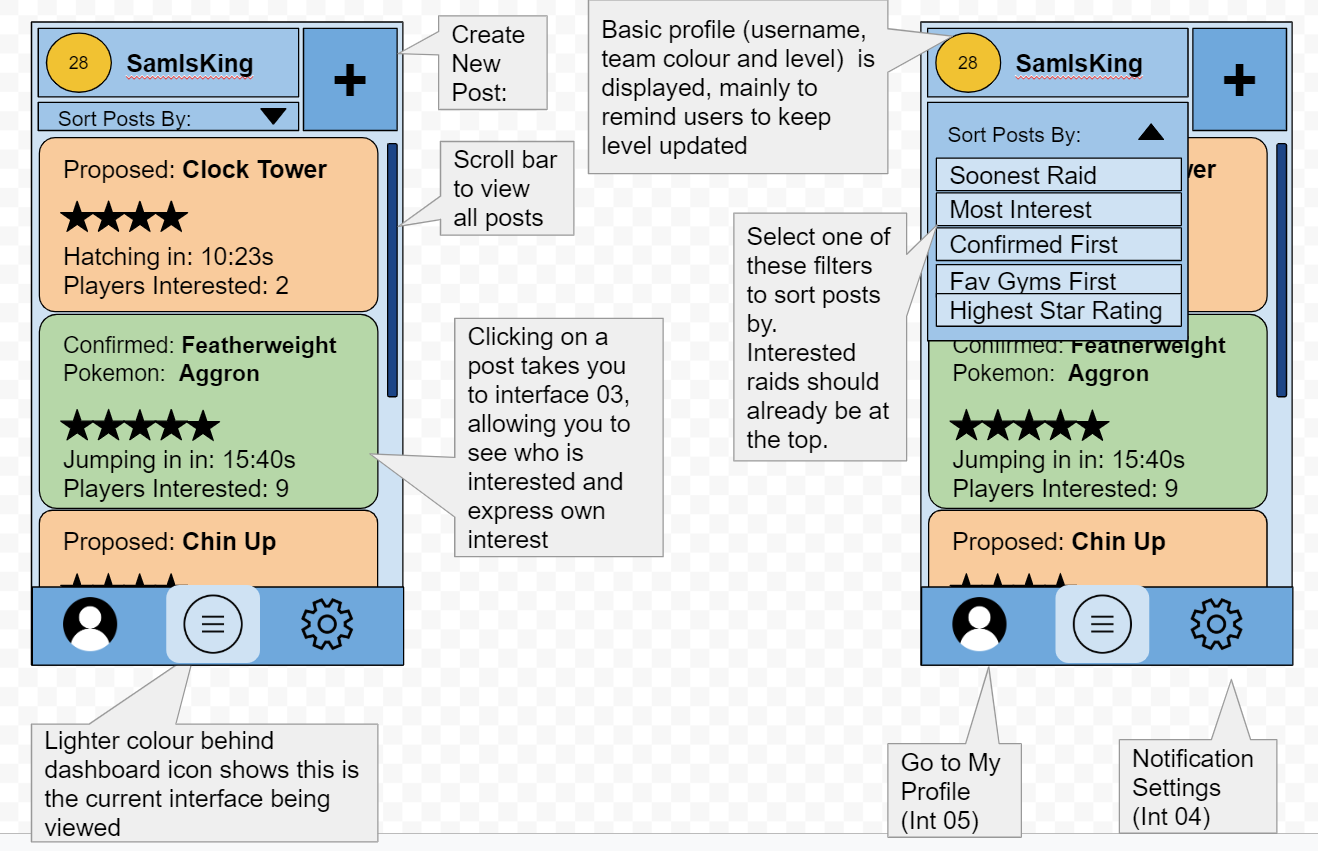 28
SamIsKing
+
Sort Posts By:
Proposed: Clock Tower
Hatching in: 10:23s
Players Interested: 2
Confirmed: Featherweight
Pokemon: Aggron
Jumping in in: 15:40s
Players Interested: 9
Proposed: Chin Up
Create
New
Post:
Scroll bar
to view
all posts
Clicking on a
post takes you
to interface 03,
allowing you to
see who is
interested and
express own
interest
Lighter colour behind
dashboard icon shows this is
the current interface being
viewed
Basic profile (username,
team colour and level) is
displayed, mainly to
remind users to keep
level updated
Select one of
these filters
to sort posts
by.
Interested
raids should
already be at
the top.
28
SamIsKing
+
Sort Posts By:
Soonest Raid
Most Interest
Confirmed First
Fav Gyms First
Highest Star Rating
ver
Confirmed: Featherweight
Pokemon: Aggron
Jumping in in: 15:40s
Players Interested: 9
Proposed: Chin Up
Go to My
Profile
(Int 05)
Notification
Settings
(Int 04)